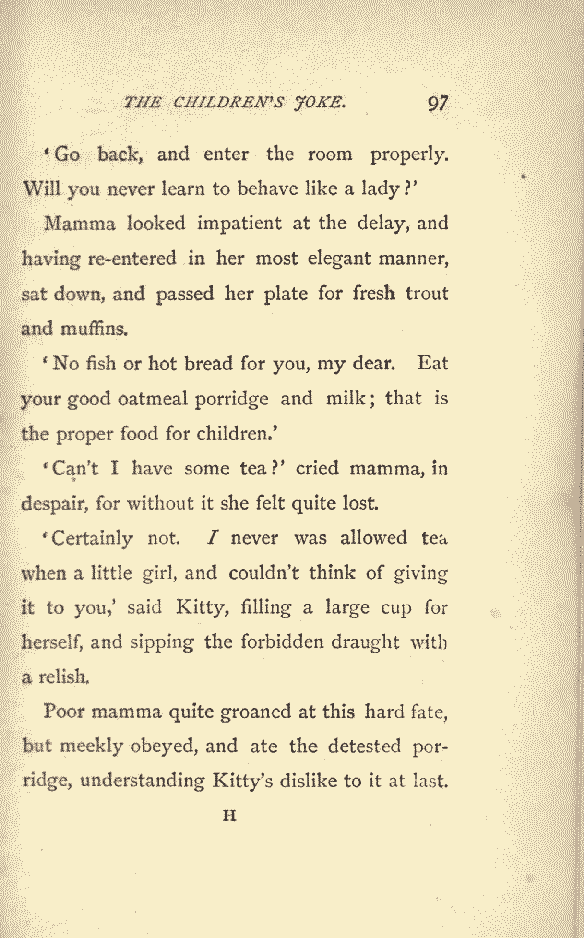 THE CHILDREN'S JOKE. 97
‘Go back, and enter the room properly.
Will you never learn to behave like a lady?’
Mamma looked impatient at the delay, and
having re-entered in her most elegant manner,
sat down, and passed her plate for fresh trout
and muffins.
‘No fish or hot bread for you, my dear. Eat
your good oatmeal porridge and milk; that is
the proper food for children.’
‘Can't I have some tea?’ cried mamma, in
despair, for without it she felt quite lost.
‘Certainly not. I never was allowed tea
when a little girl, and couldn't think of giving
it to you,’ said Kitty, filling a large cup for
herself, and sipping the forbidden draught with
a relish.
Poor mamma quite groaned at this hard fate,
but meekly obeyed, and ate the detested por-
ridge, understanding Kitty's dislike to it at last.
H